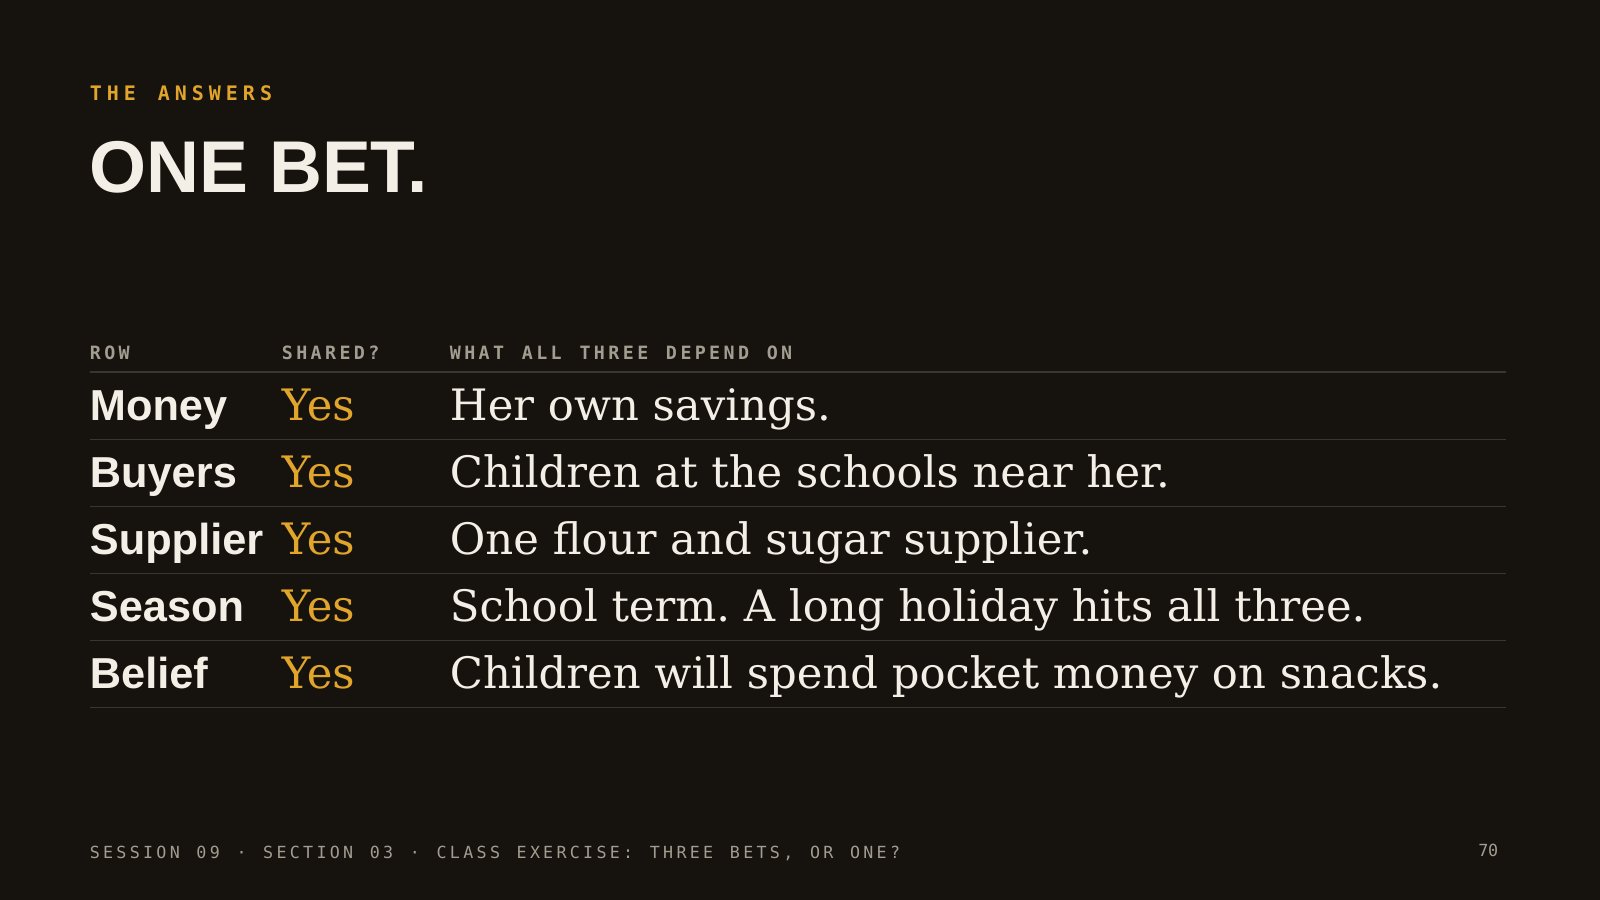 THE ANSWERS
ONE BET.
ROW SHARED? WHAT ALL THREE DEPEND ON
Money Yes Her own savings.
Buyers Yes Children at the schools near her.
Supplier Yes One flour and sugar supplier.
Season Yes School term. A long holiday hits all three.
Belief Yes Children will spend pocket money on snacks.
SESSION 09 · SECTION 03 · CLASS EXERCISE: THREE BETS, OR ONE? 70